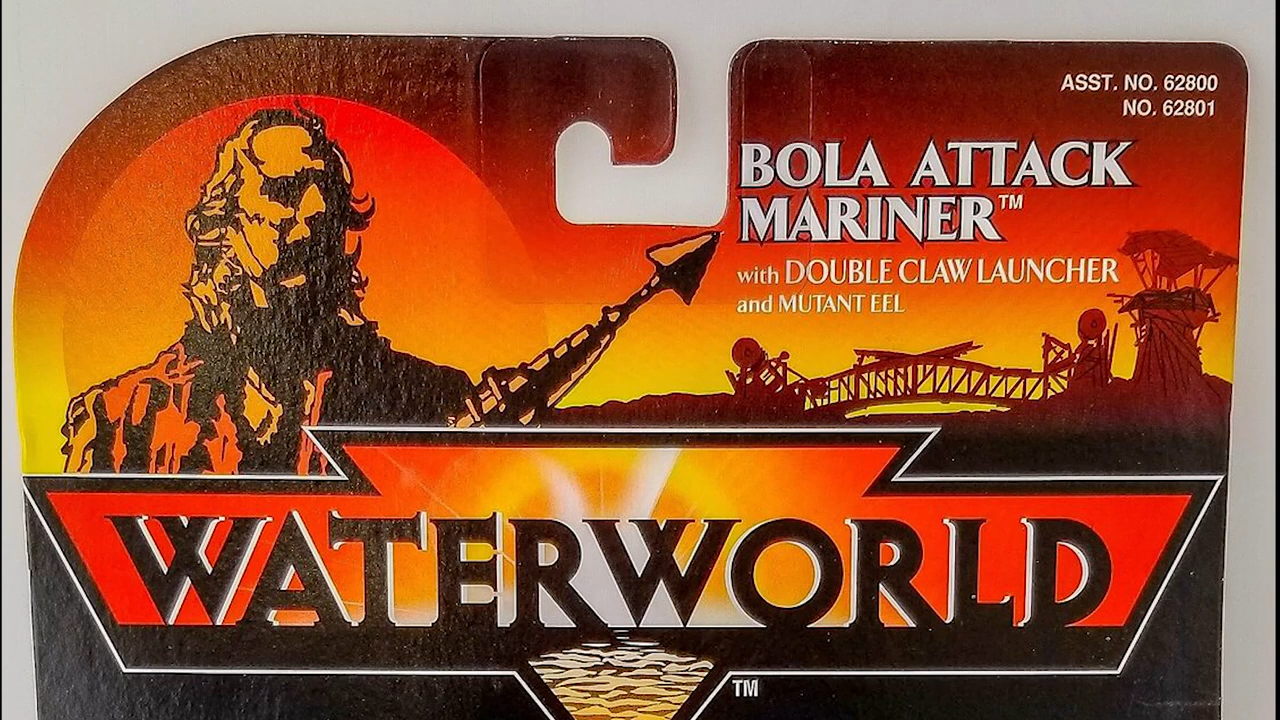 ASST. NO. 62800
NO. 62801
BOLA ATTACK
MARINER™
with DOUBLE CLAW LAUNCHER
and MUTANT EEL
WATERWORLD
TM